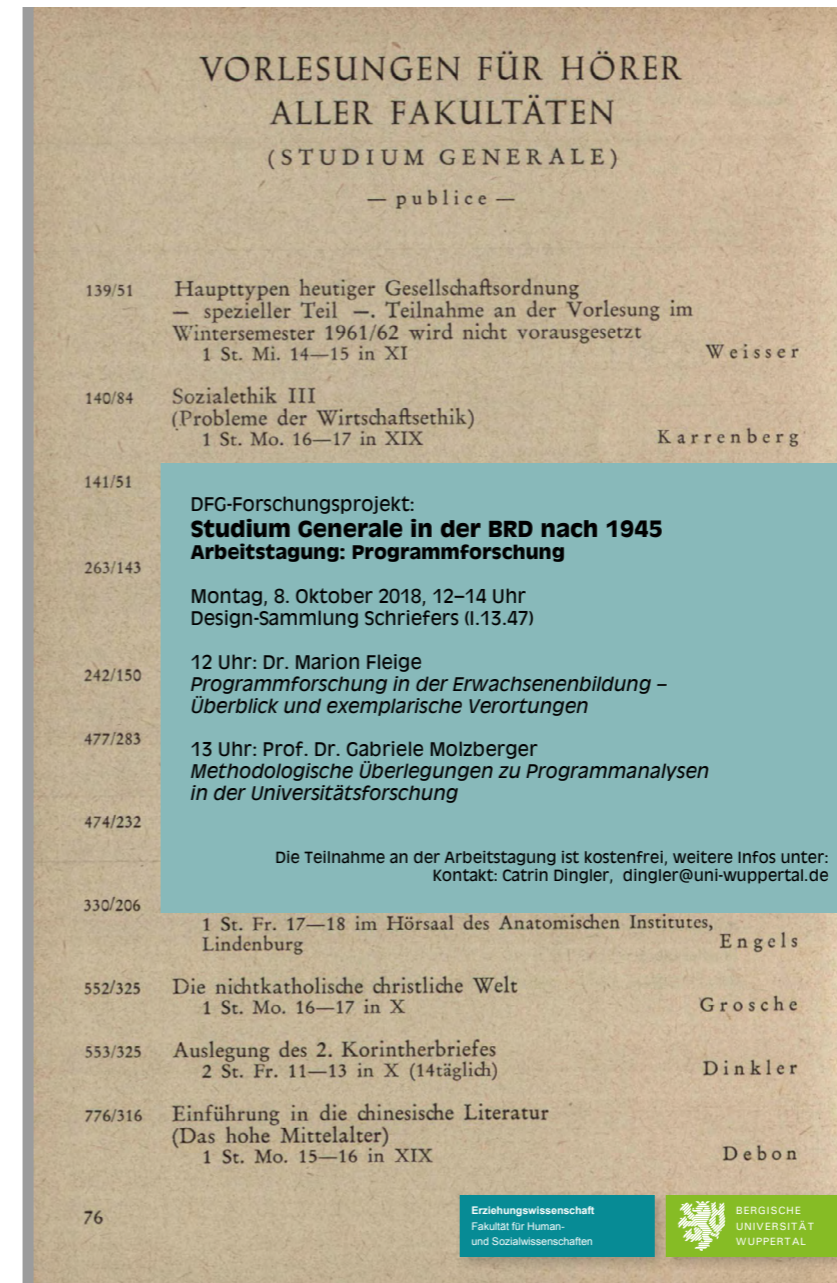 VORLESUNGEN FÜR HÖRER
ALLER FAKULTÄTEN
(STUDIUM GENERALE)
— publice —
139/51 Haupttypen heutiger Gesellschaftsordnung
— spezieller Teil —. Teilnahme an der Vorlesung im
Wintersemester 1961/62 wird nicht vorausgesetzt
1 St. Mi. 14—15 in XI Weisser
140/84 Sozialethik III
(Probleme der Wirtschaftsethik)
1 St. Mo. 16—17 in XIX Karrenberg
141/51
263/143
242/150
477/283
474/232
330/206
DFG-Forschungsprojekt:
Studium Generale in der BRD nach 1945
Arbeitstagung: Programmforschung
Montag, 8. Oktober 2018, 12–14 Uhr
Design-Sammlung Schriefers (I.13.47)
12 Uhr: Dr. Marion Fleige
Programmforschung in der Erwachsenenbildung –
Überblick und exemplarische Verortungen
13 Uhr: Prof. Dr. Gabriele Molzberger
Methodologische Überlegungen zu Programmanalysen
in der Universitätsforschung
Die Teilnahme an der Arbeitstagung ist kostenfrei, weitere Infos unter:
Kontakt: Catrin Dingler, dingler@uni-wuppertal.de
1 St. Fr. 17—18 im Hörsaal des Anatomischen Institutes,
Lindenburg Engels
552/325 Die nichtkatholische christliche Welt
1 St. Mo. 16—17 in X Grosche
553/325 Auslegung des 2. Korintherbriefes
2 St. Fr. 11—13 in X (14täglich) Dinkler
776/316 Einführung in die chinesische Literatur
(Das hohe Mittelalter)
1 St. Mo. 15—16 in XIX Debon
76
Erziehungswissenschaft
Fakultät für Human-
und Sozialwissenschaften
BERGISCHE
UNIVERSITÄT
WUPPERTAL